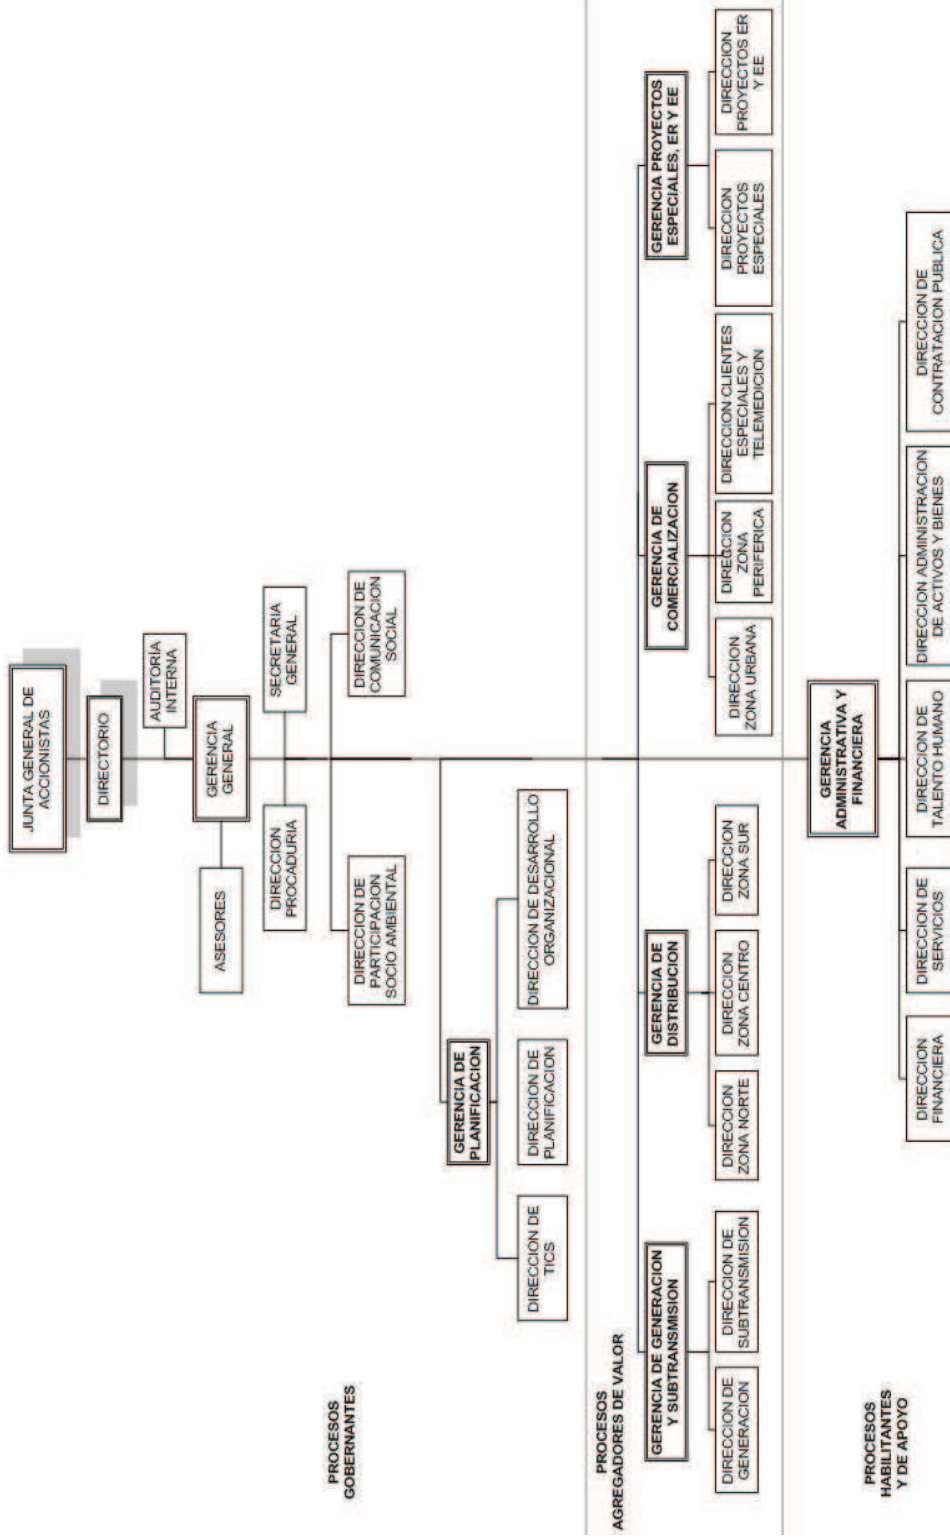 JUNTA GENERAL DE
ACCIONISTAS
DIRECTORIO
AUDITORÍA
INTERNA
GERENCIA
GENERAL
ASESORES
SECRETARIA
GENERAL
DIRECCION
PROCADURIA
DIRECCION DE
COMUNICACION
SOCIAL
DIRECCION DE
PARTICIPACION
SOCIO AMBIENTAL
PROCESOS
GOBERNANTES
GERENCIA DE
PLANIFICACION
DIRECCION DE
TICS
DIRECCION DE
PLANIFICACION
DIRECCION DE DESARROLLO
ORGANIZACIONAL
PROCESOS
AGREGADORES DE VALOR
GERENCIA DE GENERACION
Y SUBTRANSMISION
GERENCIA DE
DISTRIBUCION
GERENCIA DE
COMERCIALIZACION
GERENCIA PROYECTOS
ESPECIALES, ER Y EE
DIRECCION DE
GENERACION
DIRECCION DE
SUBTRANSMISION
DIRECCION
ZONA NORTE
DIRECCION
ZONA CENTRO
DIRECCION
ZONA SUR
DIRECCION
ZONA URBANA
DIRECCION
ZONA
PERIFERICA
DIRECCION CLIENTES
ESPECIALES Y
TELEMEDICION
DIRECCION
PROYECTOS
ESPECIALES
DIRECCION
PROYECTOS ER
Y EE
PROCESOS
HABILITANTES
Y DE APOYO
GERENCIA
ADMINISTRATIVA Y
FINANCIERA
DIRECCION
FINANCIERA
DIRECCION DE
SERVICIOS
DIRECCION DE
TALENTO HUMANO
DIRECCION ADMINISTRACION
DE ACTIVOS Y BIENES
DIRECCION DE
CONTRATACION PUBLICA